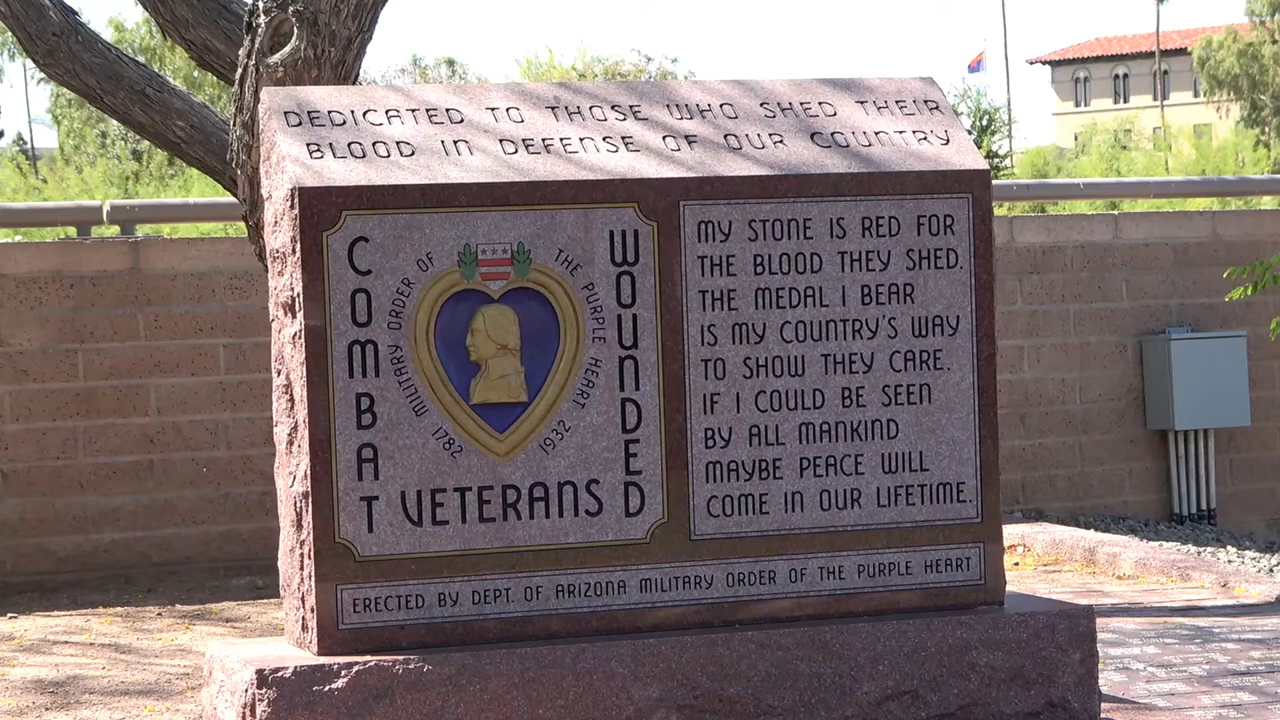 DEDICATED TO THOSE WHO SHED THEIR
BLOOD IN DEFENSE OF OUR COUNTRY
COMBAT
WOUNDED
VETERANS
MILITARY ORDER OF
THE PURPLE HEART
1782
1932
MY STONE IS RED FOR
THE BLOOD THEY SHED.
THE MEDAL I BEAR
IS MY COUNTRY'S WAY
TO SHOW THEY CARE.
IF I COULD BE SEEN
BY ALL MANKIND
MAYBE PEACE WILL
COME IN OUR LIFETIME.
ERECTED BY DEPT. OF ARIZONA MILITARY ORDER OF THE PURPLE HEART